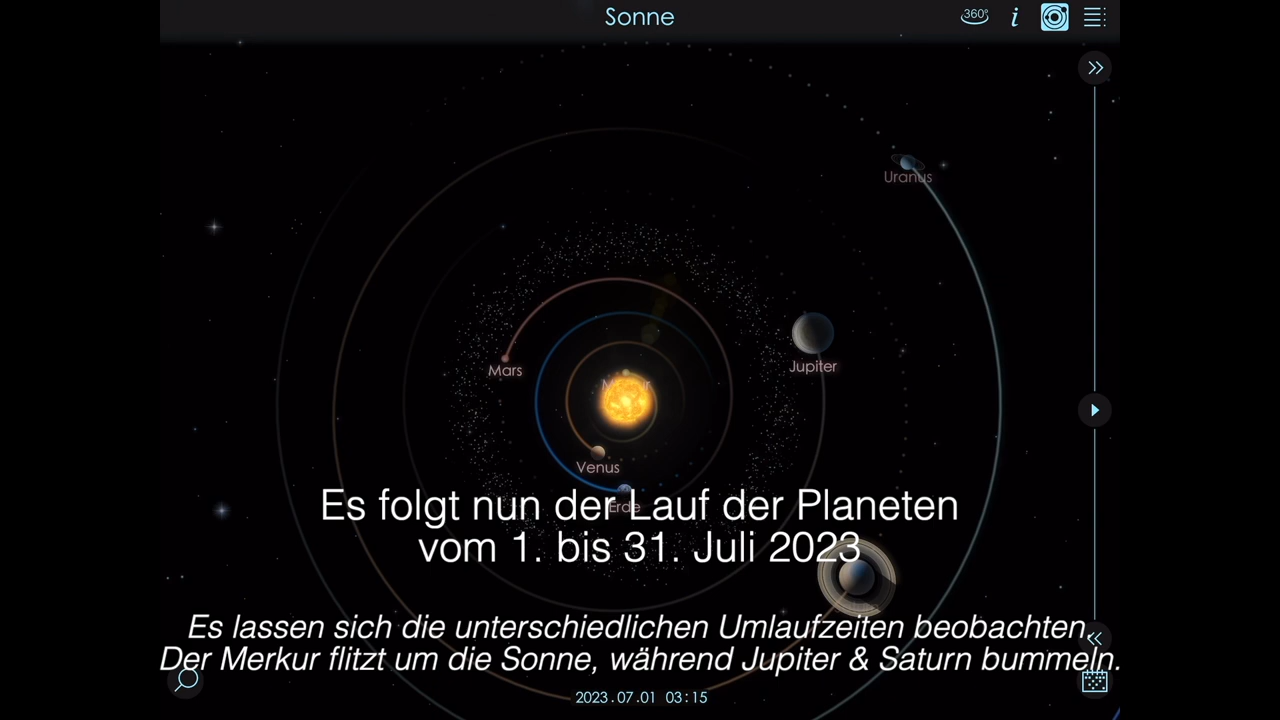 Sonne
360°
i
Uranus
Mars
Jupiter
Merkur
Venus
Erde
Es folgt nun der Lauf der Planeten
vom 1. bis 31. Juli 2023
Es lassen sich die unterschiedlichen Umlaufzeiten beobachten.
Der Merkur flitzt um die Sonne, während Jupiter & Saturn bummeln.
2023.07.01 03:15